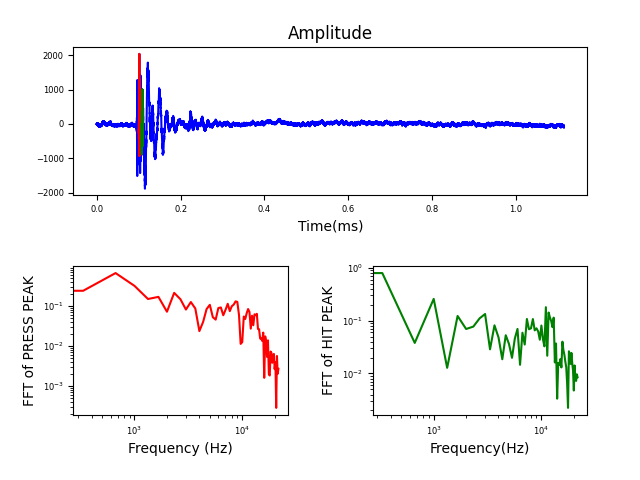 Amplitude
2000
1000
0
−1000
−2000
0.0 0.2 0.4 0.6 0.8 1.0
Time(ms)
FFT of PRESS PEAK
10⁻¹
10⁻²
10⁻³
10³ 10⁴
Frequency (Hz)
FFT of HIT PEAK
10⁰
10⁻¹
10⁻²
10³ 10⁴
Frequency(Hz)